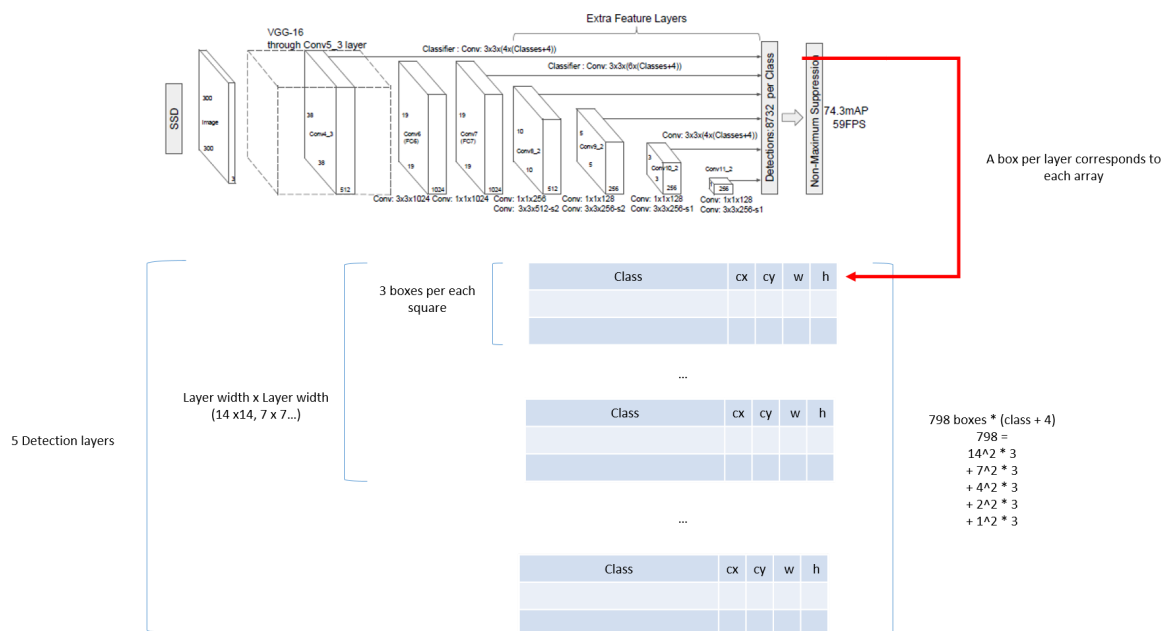 Extra Feature Layers
VGG-16
through Conv5_3 layer
Classifier : Conv: 3x3x(4x(Classes+4))
Classifier : Conv: 3x3x(6x(Classes+4))
Conv: 3x3x(4x(Classes+4))
SSD
300
Image
300
3
38
Conv4_3
38
512
19
Conv6
(FC6)
19
1024
19
Conv7
(FC7)
19
1024
10
Conv8_2
10
512
5
Conv9_2
5
256
3
Conv10_2
3
256
Conv11_2
1
256
Detections:8732 per Class
Non-Maximum Suppression
74.3mAP
59FPS
Conv: 3x3x1024
Conv: 1x1x1024
Conv: 1x1x256
Conv: 3x3x512-s2
Conv: 1x1x128
Conv: 3x3x256-s2
Conv: 1x1x128
Conv: 3x3x256-s1
Conv: 1x1x128
Conv: 3x3x256-s1
A box per layer corresponds to
each array
5 Detection layers
Layer width x Layer width
(14 x14, 7 x 7...)
3 boxes per each
square
Class cx cy w h
...
Class cx cy w h
...
Class cx cy w h
798 boxes * (class + 4)
798 =
14^2 * 3
+ 7^2 * 3
+ 4^2 * 3
+ 2^2 * 3
+ 1^2 * 3